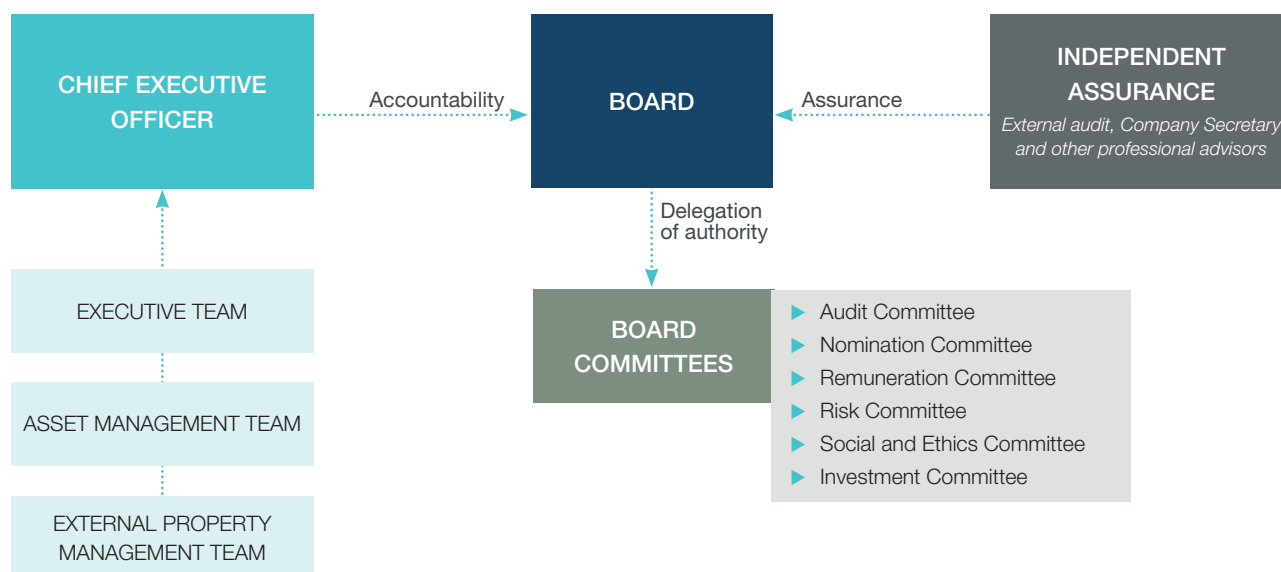 CHIEF EXECUTIVE
OFFICER
Accountability
BOARD
Assurance
INDEPENDENT
ASSURANCE
External audit, Company Secretary
and other professional advisors
Delegation
of authority
EXECUTIVE TEAM
ASSET MANAGEMENT TEAM
EXTERNAL PROPERTY
MANAGEMENT TEAM
BOARD
COMMITTEES
Audit Committee
Nomination Committee
Remuneration Committee
Risk Committee
Social and Ethics Committee
Investment Committee